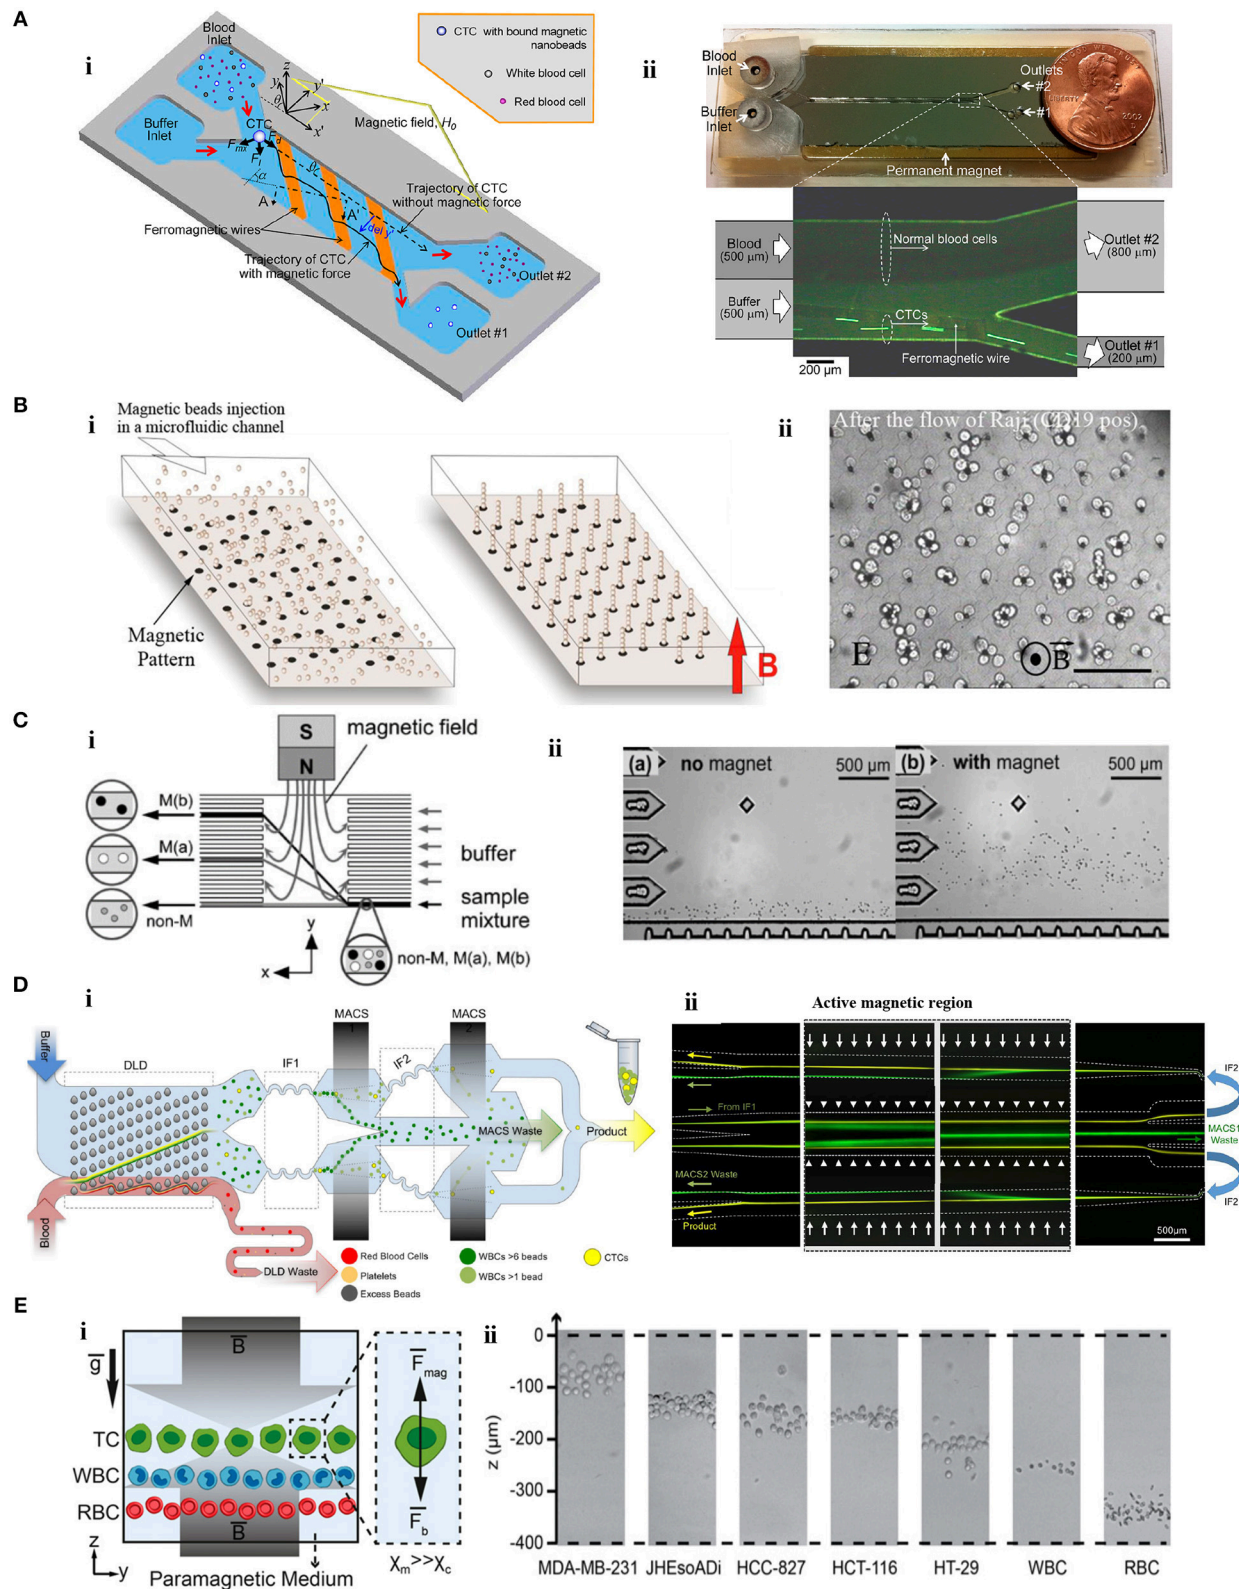 A
i
Blood
Inlet
Buffer Inlet
CTC
Fmx
Fl
Fd
z
y
y'
x
x'
θ
θ
α
A
A'
del y'
CTC with bound magnetic
nanobeads
White blood cell
Red blood cell
Magnetic field, H0
Trajectory of CTC
without magnetic force
Ferromagnetic wires
Trajectory of CTC
with magnetic force
Outlet #2
Outlet #1
ii
Blood
Inlet
Buffer
Inlet
Outlets
#2
#1
Permanent magnet
LIBERTY
2002
Blood
(500 µm)
Normal blood cells
Outlet #2
(800 µm)
Buffer
(500 µm)
CTCs
Ferromagnetic wire
Outlet #1
(200 µm)
200 µm
B
i
Magnetic beads injection
in a microfluidic channel
Magnetic
Pattern
B
ii
After the flow of Raji (CD19 pos)
E
B
C
i
S
N
magnetic field
M(b)
M(a)
non-M
buffer
sample
mixture
y
x
non-M, M(a), M(b)
ii
(a)
no magnet
500 µm
(b)
with magnet
500 µm
D
i
Buffer
Blood
DLD
IF1
MACS
1
IF2
MACS
2
MACS Waste
Product
DLD Waste
Red Blood Cells
Platelets
Excess Beads
WBCs >6 beads
WBCs >1 bead
CTCs
ii
Active magnetic region
From IF1
MACS2 Waste
Product
IF2
MACS1
Waste
IF2
500µm
E
i
g
B
TC
WBC
RBC
B
z
y
Paramagnetic Medium
Fmag
Fb
χm>>χc
ii
z (µm)
0
-100
-200
-300
-400
MDA-MB-231 JHEsoADi HCC-827 HCT-116 HT-29 WBC RBC